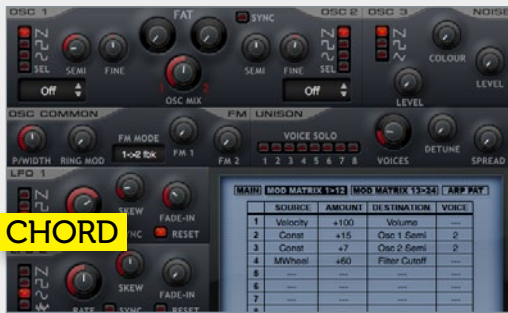 OSC 1 FAT SYNC OSC 2 OSC 3 NOISE
SEL SEMI FINE SEMI FINE SEL COLOUR
Off OSC MIX 1 2 Off LEVEL LEVEL
OSC COMMON FM UNISON
FM MODE VOICE SOLO
P/WIDTH RING MOD 1->2 fbk FM 1 FM 2 1 2 3 4 5 6 7 8 VOICES DETUNE SPREAD
LFO 1
SKEW FADE-IN
SYNC RESET
CHORD
LFO 2
SKEW FADE-IN
RATE SYNC RESET
MAIN MOD MATRIX 1>12 MOD MATRIX 13>24 ARP PAT
SOURCE AMOUNT DESTINATION VOICE
1 Velocity +100 Volume ---
2 Const +15 Osc 1 Semi 2
3 Const +7 Osc 2 Semi 2
4 MWheel +60 Filter Cutoff ---
5 --- --- --- ---
6 --- --- --- ---
7 --- --- --- ---